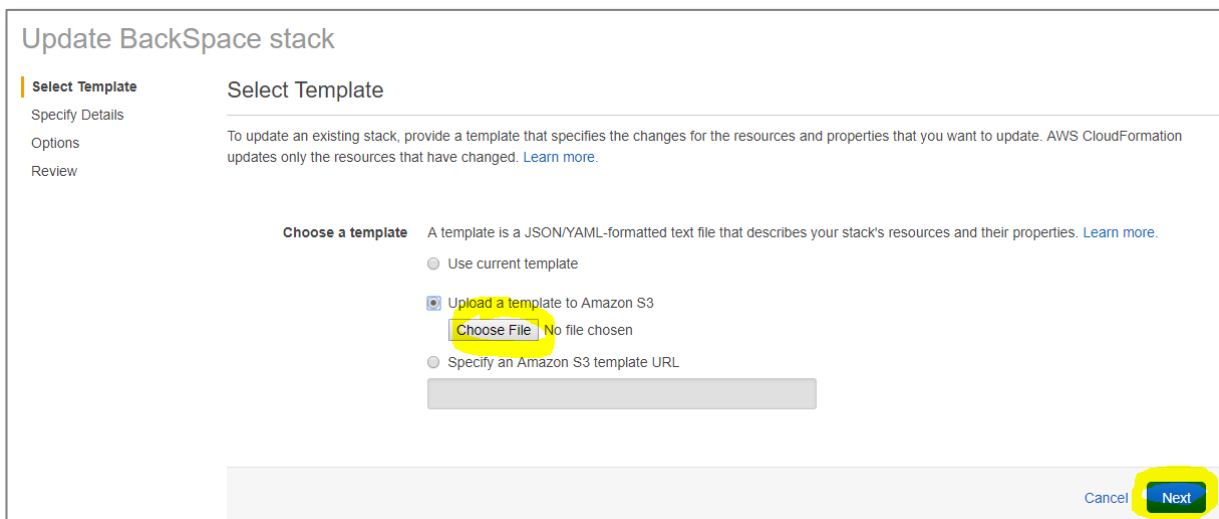 Update BackSpace stack
Select Template
Specify Details
Options
Review
Select Template
To update an existing stack, provide a template that specifies the changes for the resources and properties that you want to update. AWS CloudFormation
updates only the resources that have changed. Learn more.
Choose a template A template is a JSON/YAML-formatted text file that describes your stack's resources and their properties. Learn more.
Use current template
Upload a template to Amazon S3
Choose File No file chosen
Specify an Amazon S3 template URL
Cancel Next